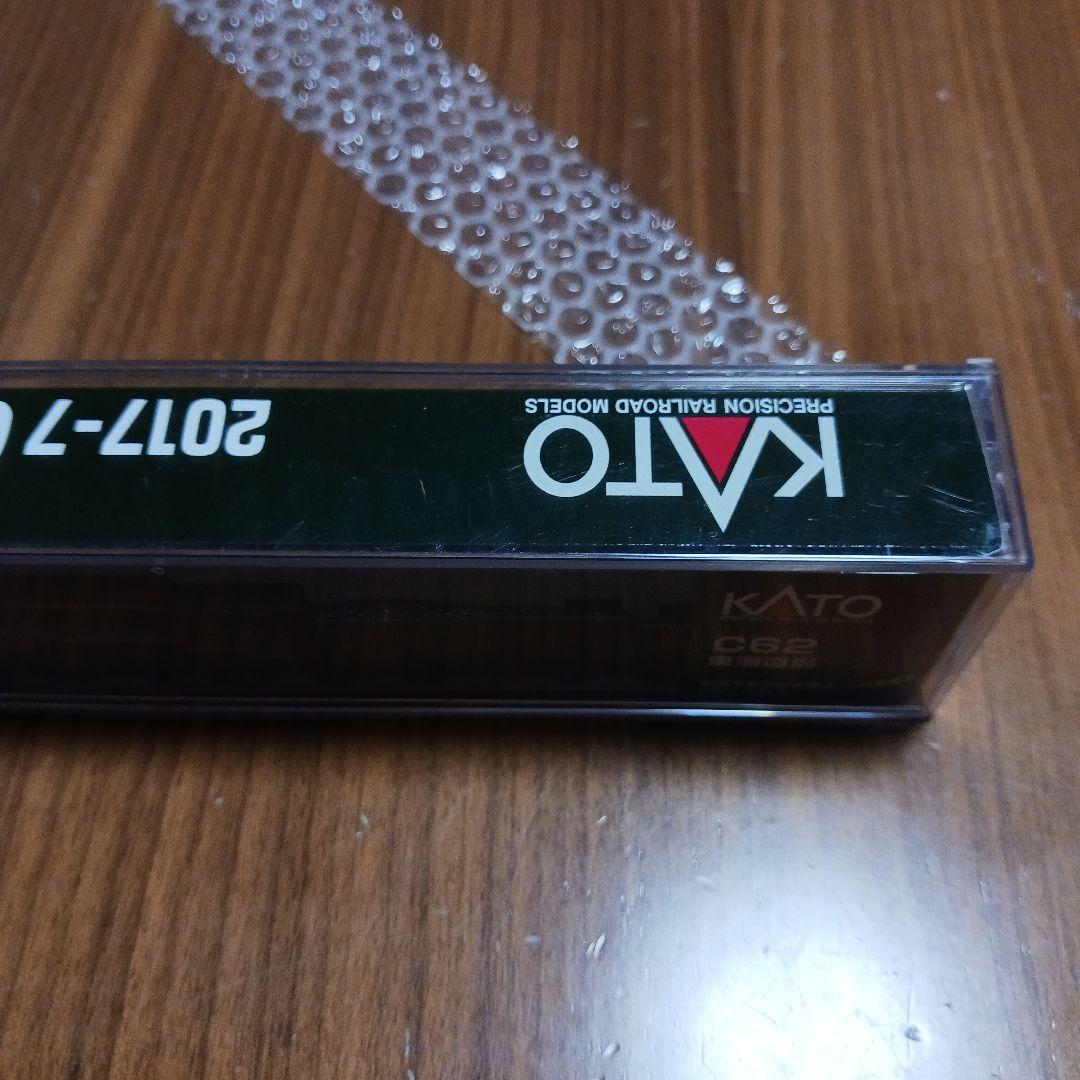 KATO
PRECISION RAILROAD MODELS
2017-7
KATO
C62
東海道形